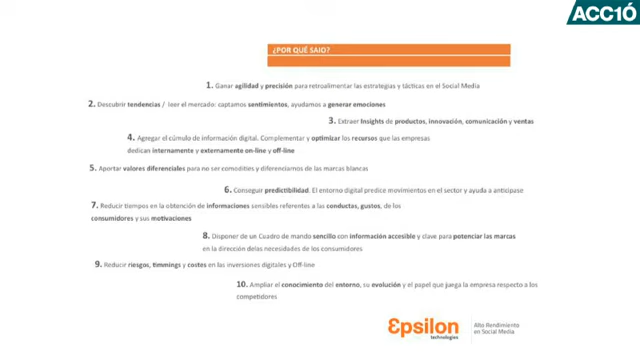 ACC1Ó
¿POR QUÉ SAIO?
1. Ganar agilidad y precisión para retroalimentar las estrategias y tácticas en el Social Media
2. Descubrir tendencias / leer el mercado: captamos sentimientos, ayudamos a generar emociones
3. Extraer Insights de productos, innovación, comunicación y ventas
4. Agregar el cúmulo de información digital. Complementar y optimizar los recursos que las empresas
dedican internamente y externamente on-line y off-line
5. Aportar valores diferenciales para no ser comodities y diferenciarnos de las marcas blancas
6. Conseguir predictibilidad. El entorno digital predice movimientos en el sector y ayuda a anticipase
7. Reducir tiempos en la obtención de informaciones sensibles referentes a las conductas, gustos, de los
consumidores y sus motivaciones
8. Disponer de un Cuadro de mando sencillo con información accesible y clave para potenciar las marcas
en la dirección delas necesidades de los consumidores
9. Reducir riesgos, timmings y costes en las inversiones digitales y Off-line
10. Ampliar el conocimiento del entorno, su evolución y el papel que juega la empresa respecto a los
competidores
Epsilon
technologies
Alto Rendimiento
en Social Media